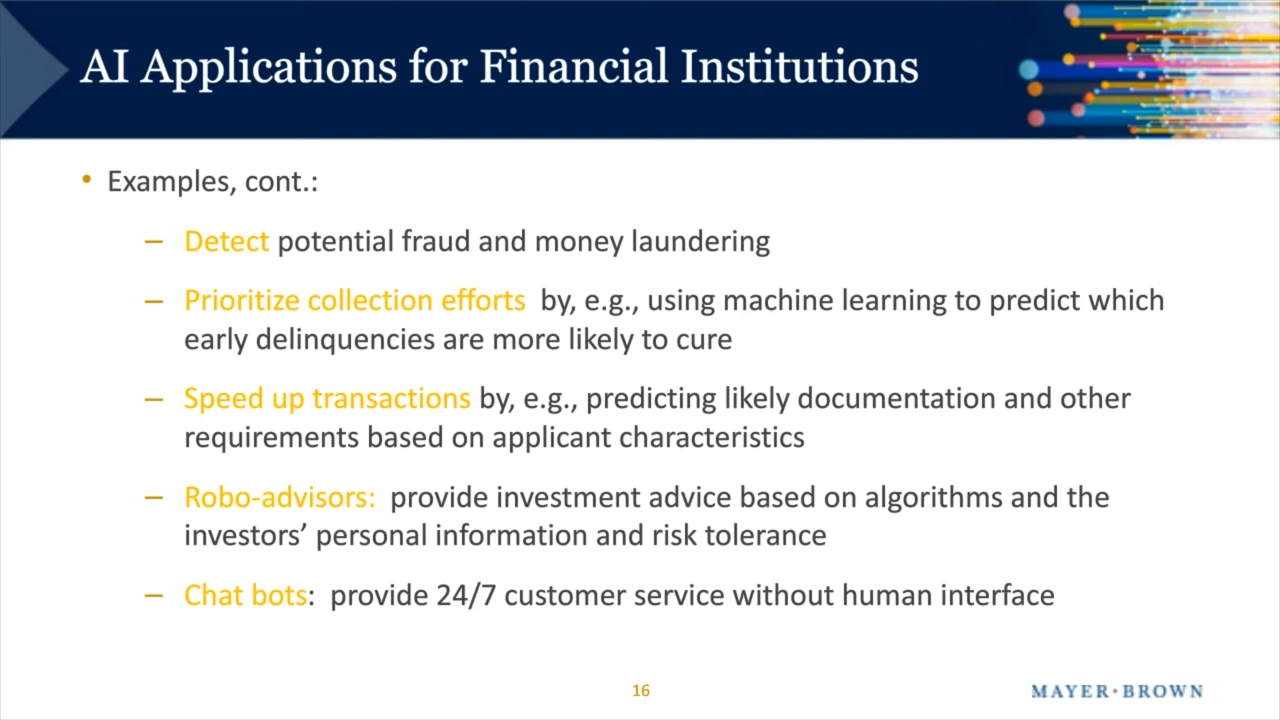 AI Applications for Financial Institutions
• Examples, cont.:
– Detect potential fraud and money laundering
– Prioritize collection efforts  by, e.g., using machine learning to predict which
early delinquencies are more likely to cure
– Speed up transactions by, e.g., predicting likely documentation and other
requirements based on applicant characteristics
– Robo-advisors:  provide investment advice based on algorithms and the
investors’ personal information and risk tolerance
– Chat bots:  provide 24/7 customer service without human interface
16
MAYER•BROWN